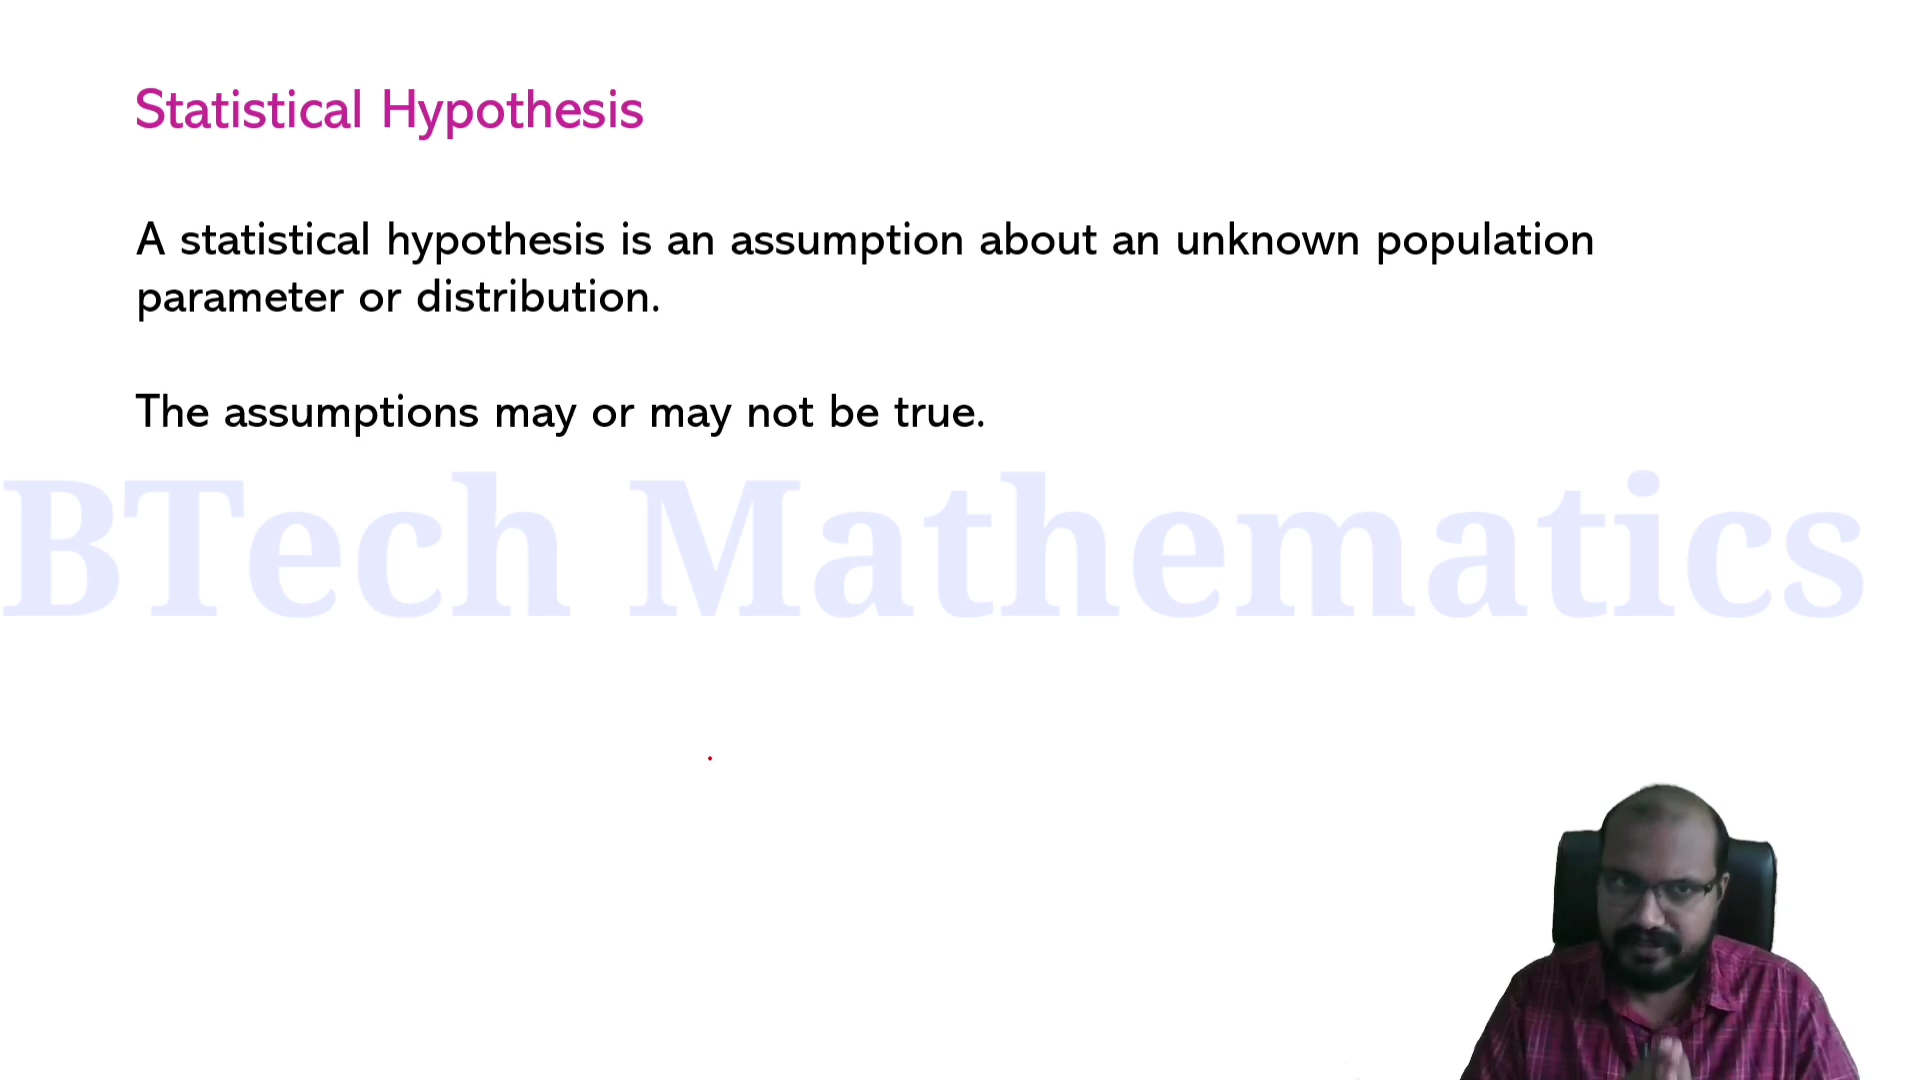 Statistical Hypothesis
A statistical hypothesis is an assumption about an unknown population
parameter or distribution.
The assumptions may or may not be true.
BTech Mathematics